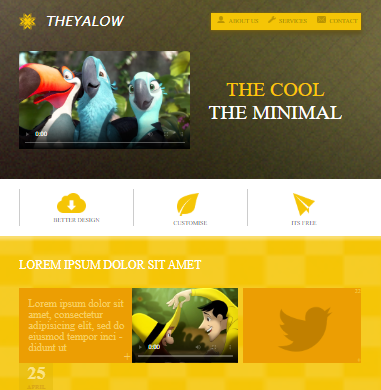 THEYALOW
ABOUT US SERVICES CONTACT
THE COOL
THE MINIMAL
0:00
BETTER DESIGN
CUSTOMISE
ITS FREE
LOREM IPSUM DOLOR SIT AMET
Lorem ipsum dolor sit
amet, consectetur
adipisicing elit, sed do
eiusmod tempor inci -
didunt ut
0:00
25
APRIL